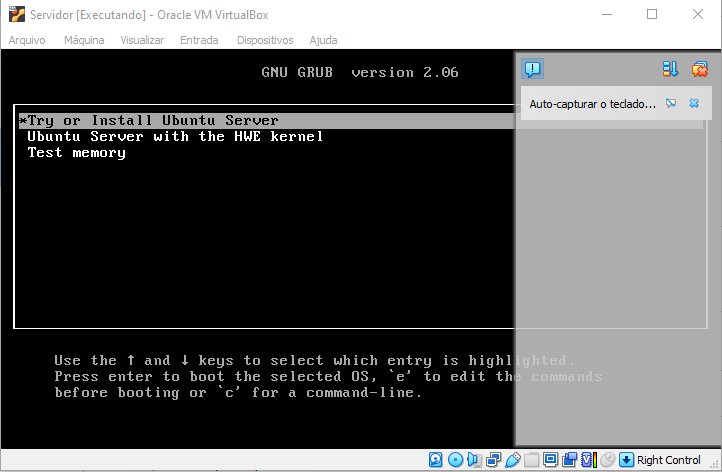 Servidor [Executando] - Oracle VM VirtualBox
Arquivo Máquina Visualizar Entrada Dispositivos Ajuda
GNU GRUB version 2.06
Auto-capturar o teclado...
*Try or Install Ubuntu Server
Ubuntu Server with the HWE kernel
Test memory
Use the ↑ and ↓ keys to select which entry is highlighted.
Press enter to boot the selected OS, `e' to edit the commands
before booting or `c' for a command-line.
Right Control